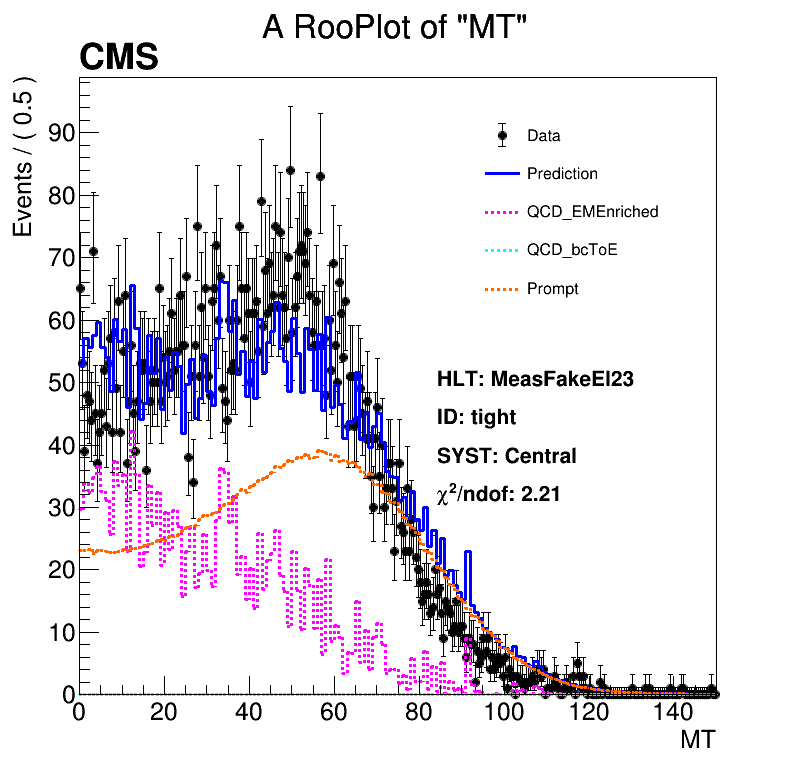 A RooPlot of "MT"
CMS
Events / ( 0.5 )
90
80
70
60
50
40
30
20
10
0
Data
Prediction
QCD_EMEnriched
QCD_bcToE
Prompt
HLT: MeasFakeEl23
ID: tight
SYST: Central
χ²/ndof: 2.21
0 20 40 60 80 100 120 140
MT